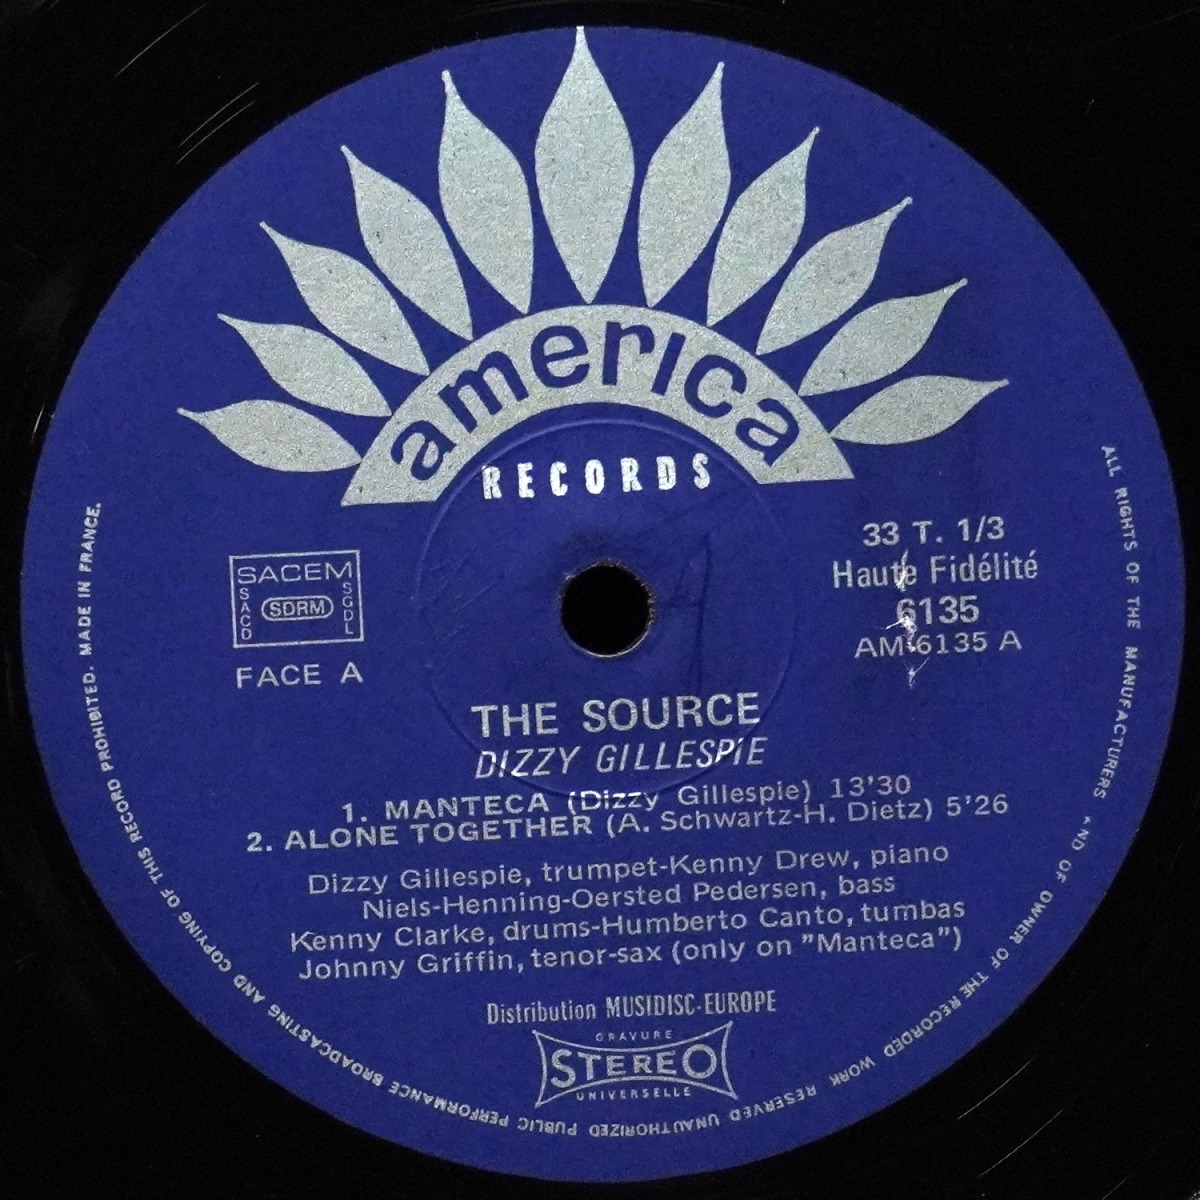 america
RECORDS
SACEM
SACD
SDRM
SGDL
FACE A
33 T. 1/3
Haute Fidélité
6135
AM 6135 A
THE SOURCE
DIZZY GILLESPIE
1. MANTECA (Dizzy Gillespie) 13'30
2. ALONE TOGETHER (A. Schwartz-H. Dietz) 5'26
Dizzy Gillespie, trumpet-Kenny Drew, piano
Niels-Henning-Oersted Pedersen, bass
Kenny Clarke, drums-Humberto Canto, tumbas
Johnny Griffin, tenor-sax (only on "Manteca")
Distribution MUSIDISC-EUROPE
GRAVURE
STEREO
UNIVERSELLE
ALL RIGHTS OF THE MANUFACTURERS AND OF OWNER OF THE RECORDED WORK RESERVED UNAUTHORIZED PUBLIC PERFORMANCE BROADCASTING AND COPYING OF THIS RECORD PROHIBITED. MADE IN FRANCE.